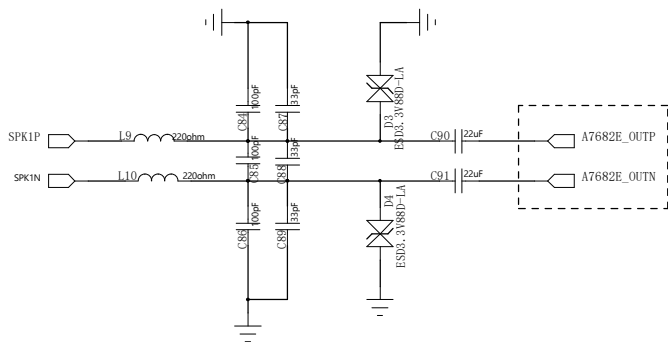 100pF
33pF
C84
C87
D3
ESD3.3V88D-LA
SPK1P
L9
220ohm
C90
22uF
A7682E_OUTP
100pF
33pF
C85
C88
SPK1N
L10
220ohm
C91
22uF
A7682E_OUTN
100pF
33pF
C86
C89
D4
ESD3.3V88D-LA